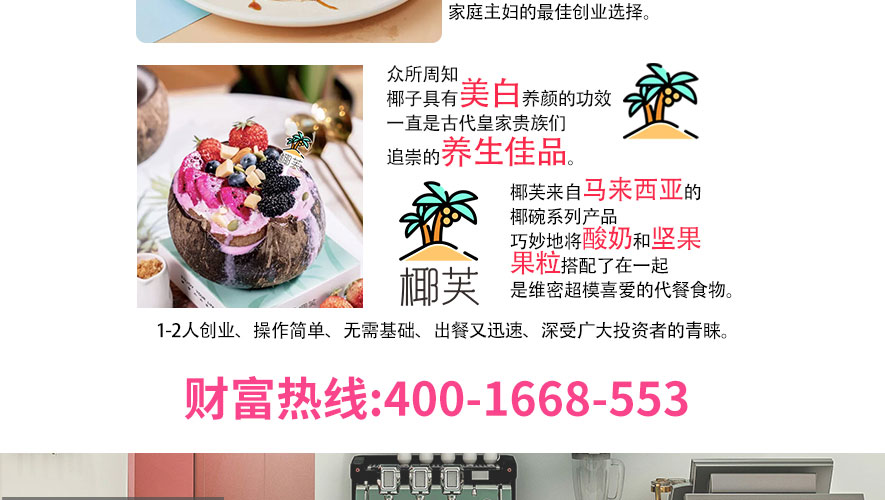 家庭主妇的最佳创业选择。
众所周知
椰子具有美白养颜的功效
一直是古代皇家贵族们
追崇的养生佳品。
椰芙
椰芙来自马来西亚的
椰碗系列产品
巧妙地将酸奶和坚果
果粒搭配了在一起
是维密超模喜爱的代餐食物。
椰芙
1-2人创业、操作简单、无需基础、出餐又迅速、深受广大投资者的青睐。
财富热线:400-1668-553